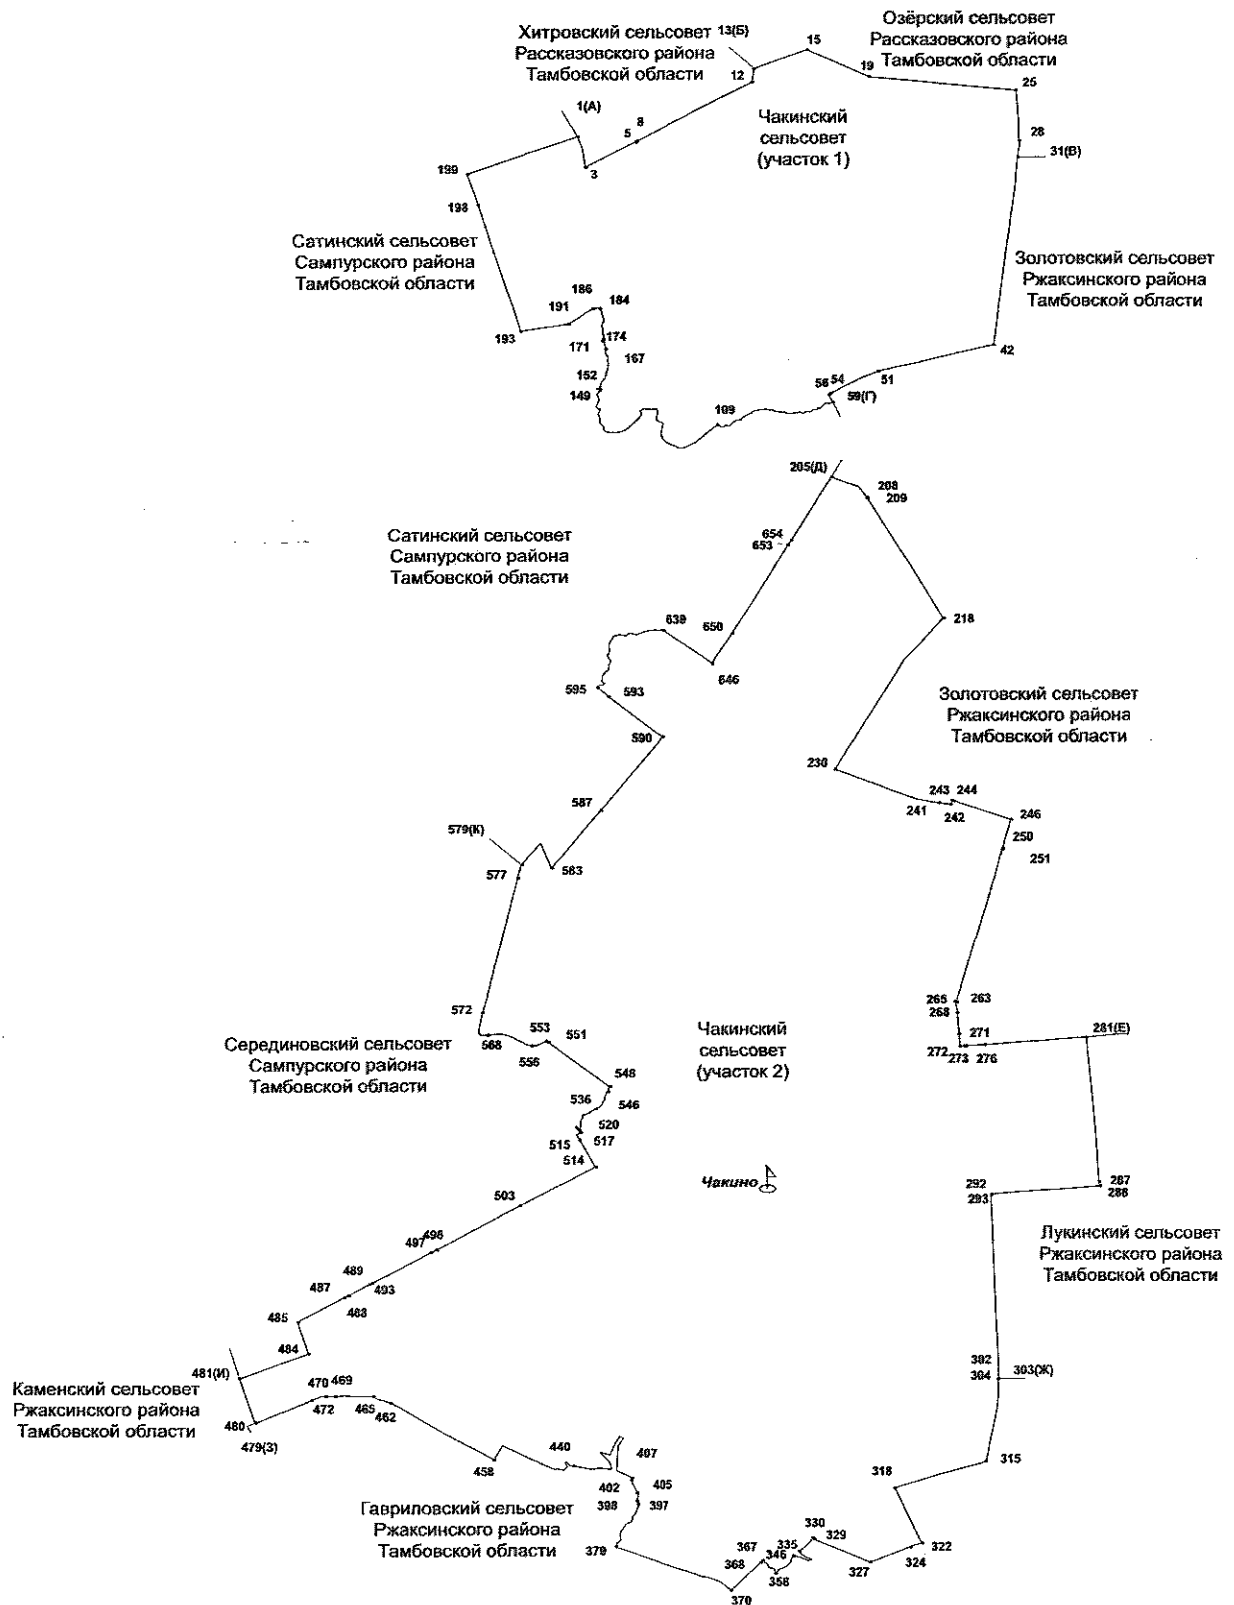 Хитровский сельсовет
Рассказовского района
Тамбовской области
13(Б)
15
Озёрский сельсовет
Рассказовского района
Тамбовской области
12
19
25
1(А)
5
8
Чакинский
сельсовет
(участок 1)
28
31(В)
3
199
198
Сатинский сельсовет
Сампурского района
Тамбовской области
Золотовский сельсовет
Ржаксинского района
Тамбовской области
186
184
191
193
174
171
167
42
152
149
56
54
51
59(Г)
109
205(Д)
208
209
Сатинский сельсовет
Сампурского района
Тамбовской области
654
653
639
650
218
646
595
593
Золотовский сельсовет
Ржаксинского района
Тамбовской области
590
230
243
244
241
242
246
587
250
251
579(К)
583
577
265
263
268
572
Серединовский сельсовет
Сампурского района
Тамбовской области
568
553
551
556
Чакинский
сельсовет
(участок 2)
271
281(Е)
272
273
276
548
546
536
520
515
517
514
Чакино
287
288
292
293
503
Лукинский сельсовет
Ржаксинского района
Тамбовской области
498
497
489
487
493
488
485
484
302
304
303(Ж)
481(И)
Каменский сельсовет
Ржаксинского района
Тамбовской области
470
469
472
465
462
480
479(З)
440
407
458
315
318
402
405
398
397
Гавриловский сельсовет
Ржаксинского района
Тамбовской области
379
330
329
367
346
335
322
324
368
327
358
370